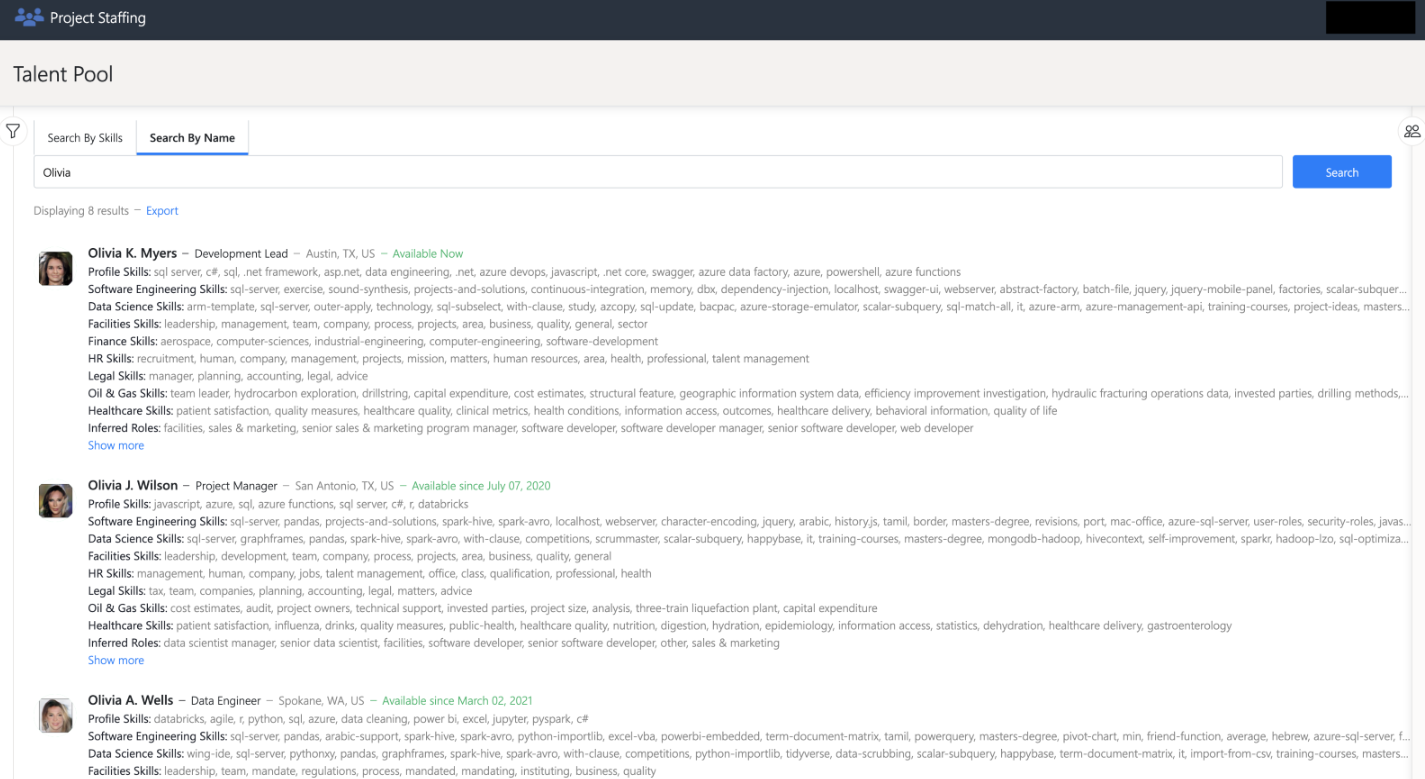 Project Staffing
Talent Pool
Search By Skills
Search By Name
Olivia
Search
Displaying 8 results – Export
Olivia K. Myers – Development Lead – Austin, TX, US – Available Now
Profile Skills: sql server, c#, sql, .net framework, asp.net, data engineering, .net, azure devops, javascript, .net core, swagger, azure data factory, azure, powershell, azure functions
Software Engineering Skills: sql-server, exercise, sound-synthesis, projects-and-solutions, continuous-integration, memory, dbx, dependency-injection, localhost, swagger-ui, webserver, abstract-factory, batch-file, jquery, jquery-mobile-panel, factories, scalar-subquer...
Data Science Skills: arm-template, sql-server, outer-apply, technology, sql-subselect, with-clause, study, azcopy, sql-update, bacpac, azure-storage-emulator, scalar-subquery, sql-match-all, it, azure-arm, azure-management-api, training-courses, project-ideas, masters...
Facilities Skills: leadership, management, team, company, process, projects, area, business, quality, general, sector
Finance Skills: aerospace, computer-sciences, industrial-engineering, computer-engineering, software-development
HR Skills: recruitment, human, company, management, projects, mission, matters, human resources, area, health, professional, talent management
Legal Skills: manager, planning, accounting, legal, advice
Oil & Gas Skills: team leader, hydrocarbon exploration, drillstring, capital expenditure, cost estimates, structural feature, geographic information system data, efficiency improvement investigation, hydraulic fracturing operations data, invested parties, drilling methods,...
Healthcare Skills: patient satisfaction, quality measures, healthcare quality, clinical metrics, health conditions, information access, outcomes, healthcare delivery, behavioral information, quality of life
Inferred Roles: facilities, sales & marketing, senior sales & marketing program manager, software developer, software developer manager, senior software developer, web developer
Show more
Olivia J. Wilson – Project Manager – San Antonio, TX, US – Available since July 07, 2020
Profile Skills: javascript, azure, sql, azure functions, sql server, c#, r, databricks
Software Engineering Skills: sql-server, pandas, projects-and-solutions, spark-hive, spark-avro, localhost, webserver, character-encoding, jquery, arabic, history.js, tamil, border, masters-degree, revisions, port, mac-office, azure-sql-server, user-roles, security-roles, javas...
Data Science Skills: sql-server, graphframes, pandas, spark-hive, spark-avro, with-clause, competitions, scrummaster, scalar-subquery, happybase, it, training-courses, masters-degree, mongodb-hadoop, hivecontext, self-improvement, sparkr, hadoop-lzo, sql-optimiza...
Facilities Skills: leadership, development, team, company, process, projects, area, business, quality, general
HR Skills: management, human, company, jobs, talent management, office, class, qualification, professional, health
Legal Skills: tax, team, companies, planning, accounting, legal, matters, advice
Oil & Gas Skills: cost estimates, audit, project owners, technical support, invested parties, project size, analysis, three-train liquefaction plant, capital expenditure
Healthcare Skills: patient satisfaction, influenza, drinks, quality measures, public-health, healthcare quality, nutrition, digestion, hydration, epidemiology, information access, statistics, dehydration, healthcare delivery, gastroenterology
Inferred Roles: data scientist manager, senior data scientist, facilities, software developer, senior software developer, other, sales & marketing
Show more
Olivia A. Wells – Data Engineer – Spokane, WA, US – Available since March 02, 2021
Profile Skills: databricks, agile, r, python, sql, azure, data cleaning, power bi, excel, jupyter, pyspark, c#
Software Engineering Skills: sql-server, pandas, arabic-support, spark-hive, spark-avro, python-importlib, excel-vba, powerbi-embedded, term-document-matrix, tamil, powerquery, masters-degree, pivot-chart, min, friend-function, average, hebrew, azure-sql-server, f...
Data Science Skills: wing-ide, sql-server, pythonxy, pandas, graphframes, spark-hive, spark-avro, with-clause, competitions, python-importlib, tidyverse, data-scrubbing, scalar-subquery, happybase, term-document-matrix, it, import-from-csv, training-courses, masters...
Facilities Skills: leadership, team, mandate, regulations, process, mandated, mandating, instituting, business, quality